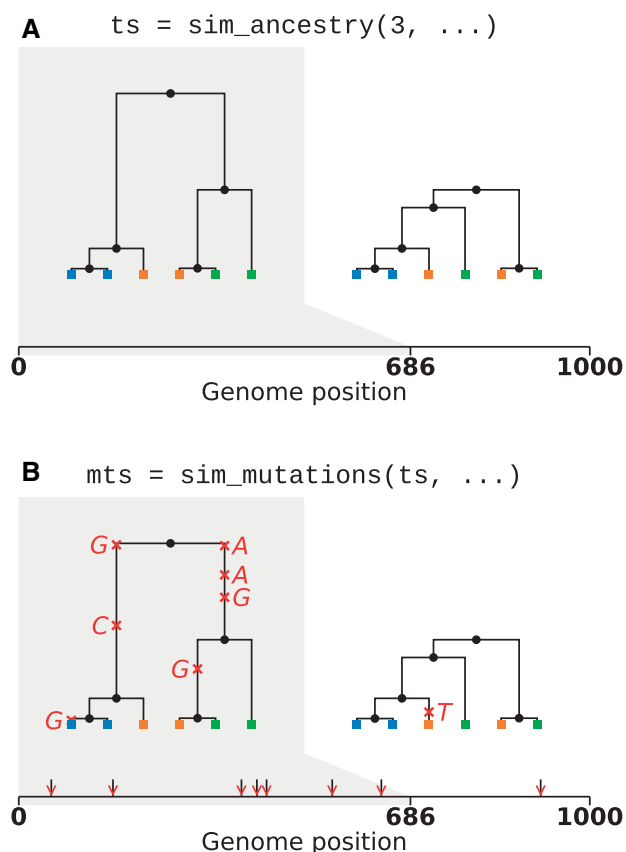 A
ts = sim_ancestry(3, ...)
0 686 1000
Genome position
B
mts = sim_mutations(ts, ...)
G A
A
G
C
G
G T
0 686 1000
Genome position